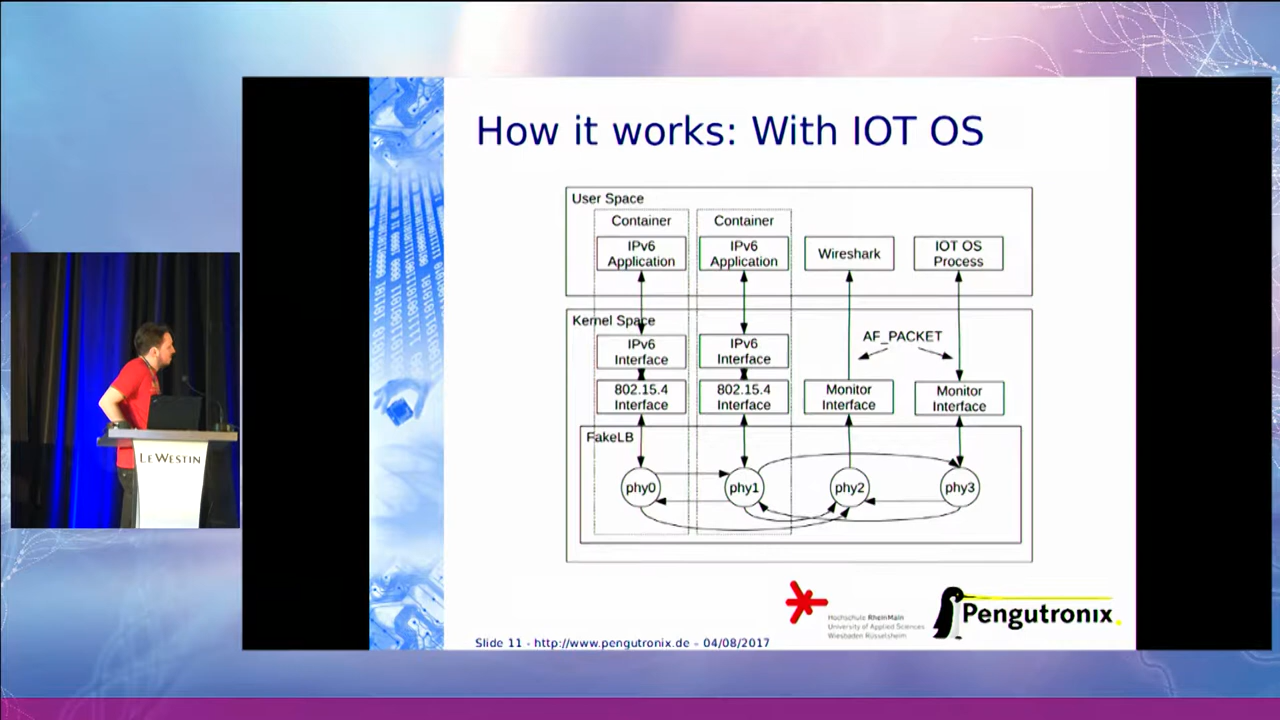 How it works: With IOT OS
User Space
Container
Container
IPv6
Application
IPv6
Application
Wireshark
IOT OS
Process
Kernel Space
IPv6
Interface
IPv6
Interface
AF_PACKET
802.15.4
Interface
802.15.4
Interface
Monitor
Interface
Monitor
Interface
FakeLB
phy0
phy1
phy2
phy3
Hochschule RheinMain
University of Applied Sciences
Wiesbaden Rüsselsheim
Pengutronix
Slide 11 - http://www.pengutronix.de - 04/08/2017
LE WESTIN